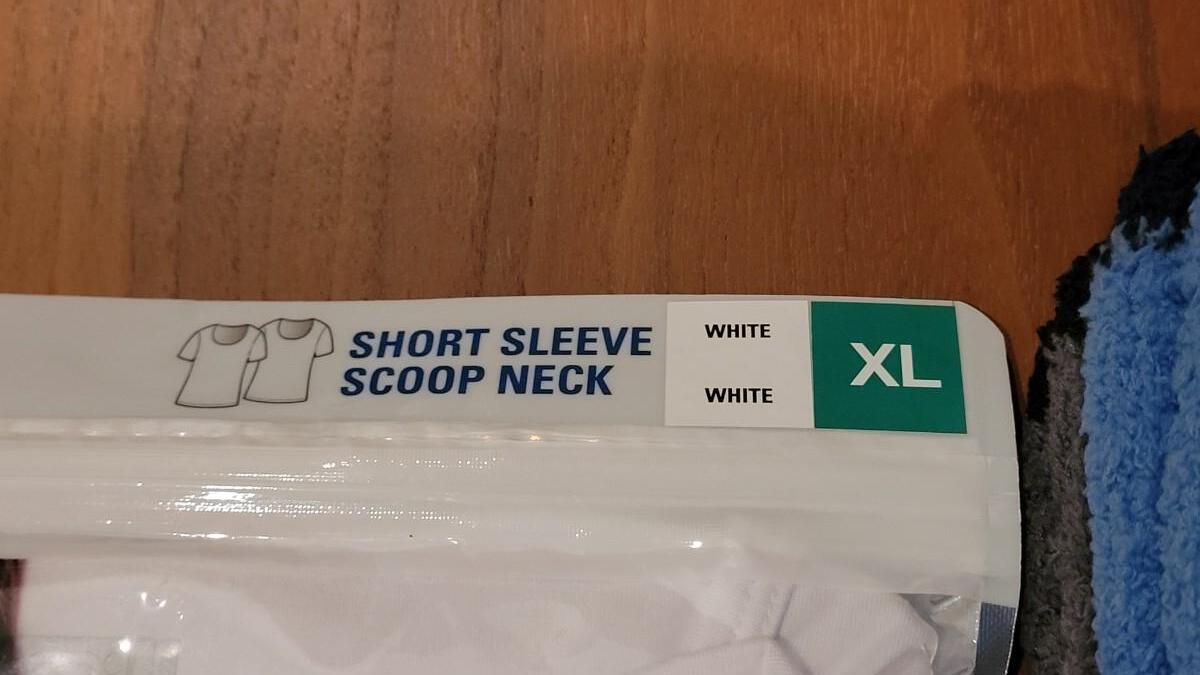 SHORT SLEEVE
SCOOP NECK
WHITE
WHITE
XL